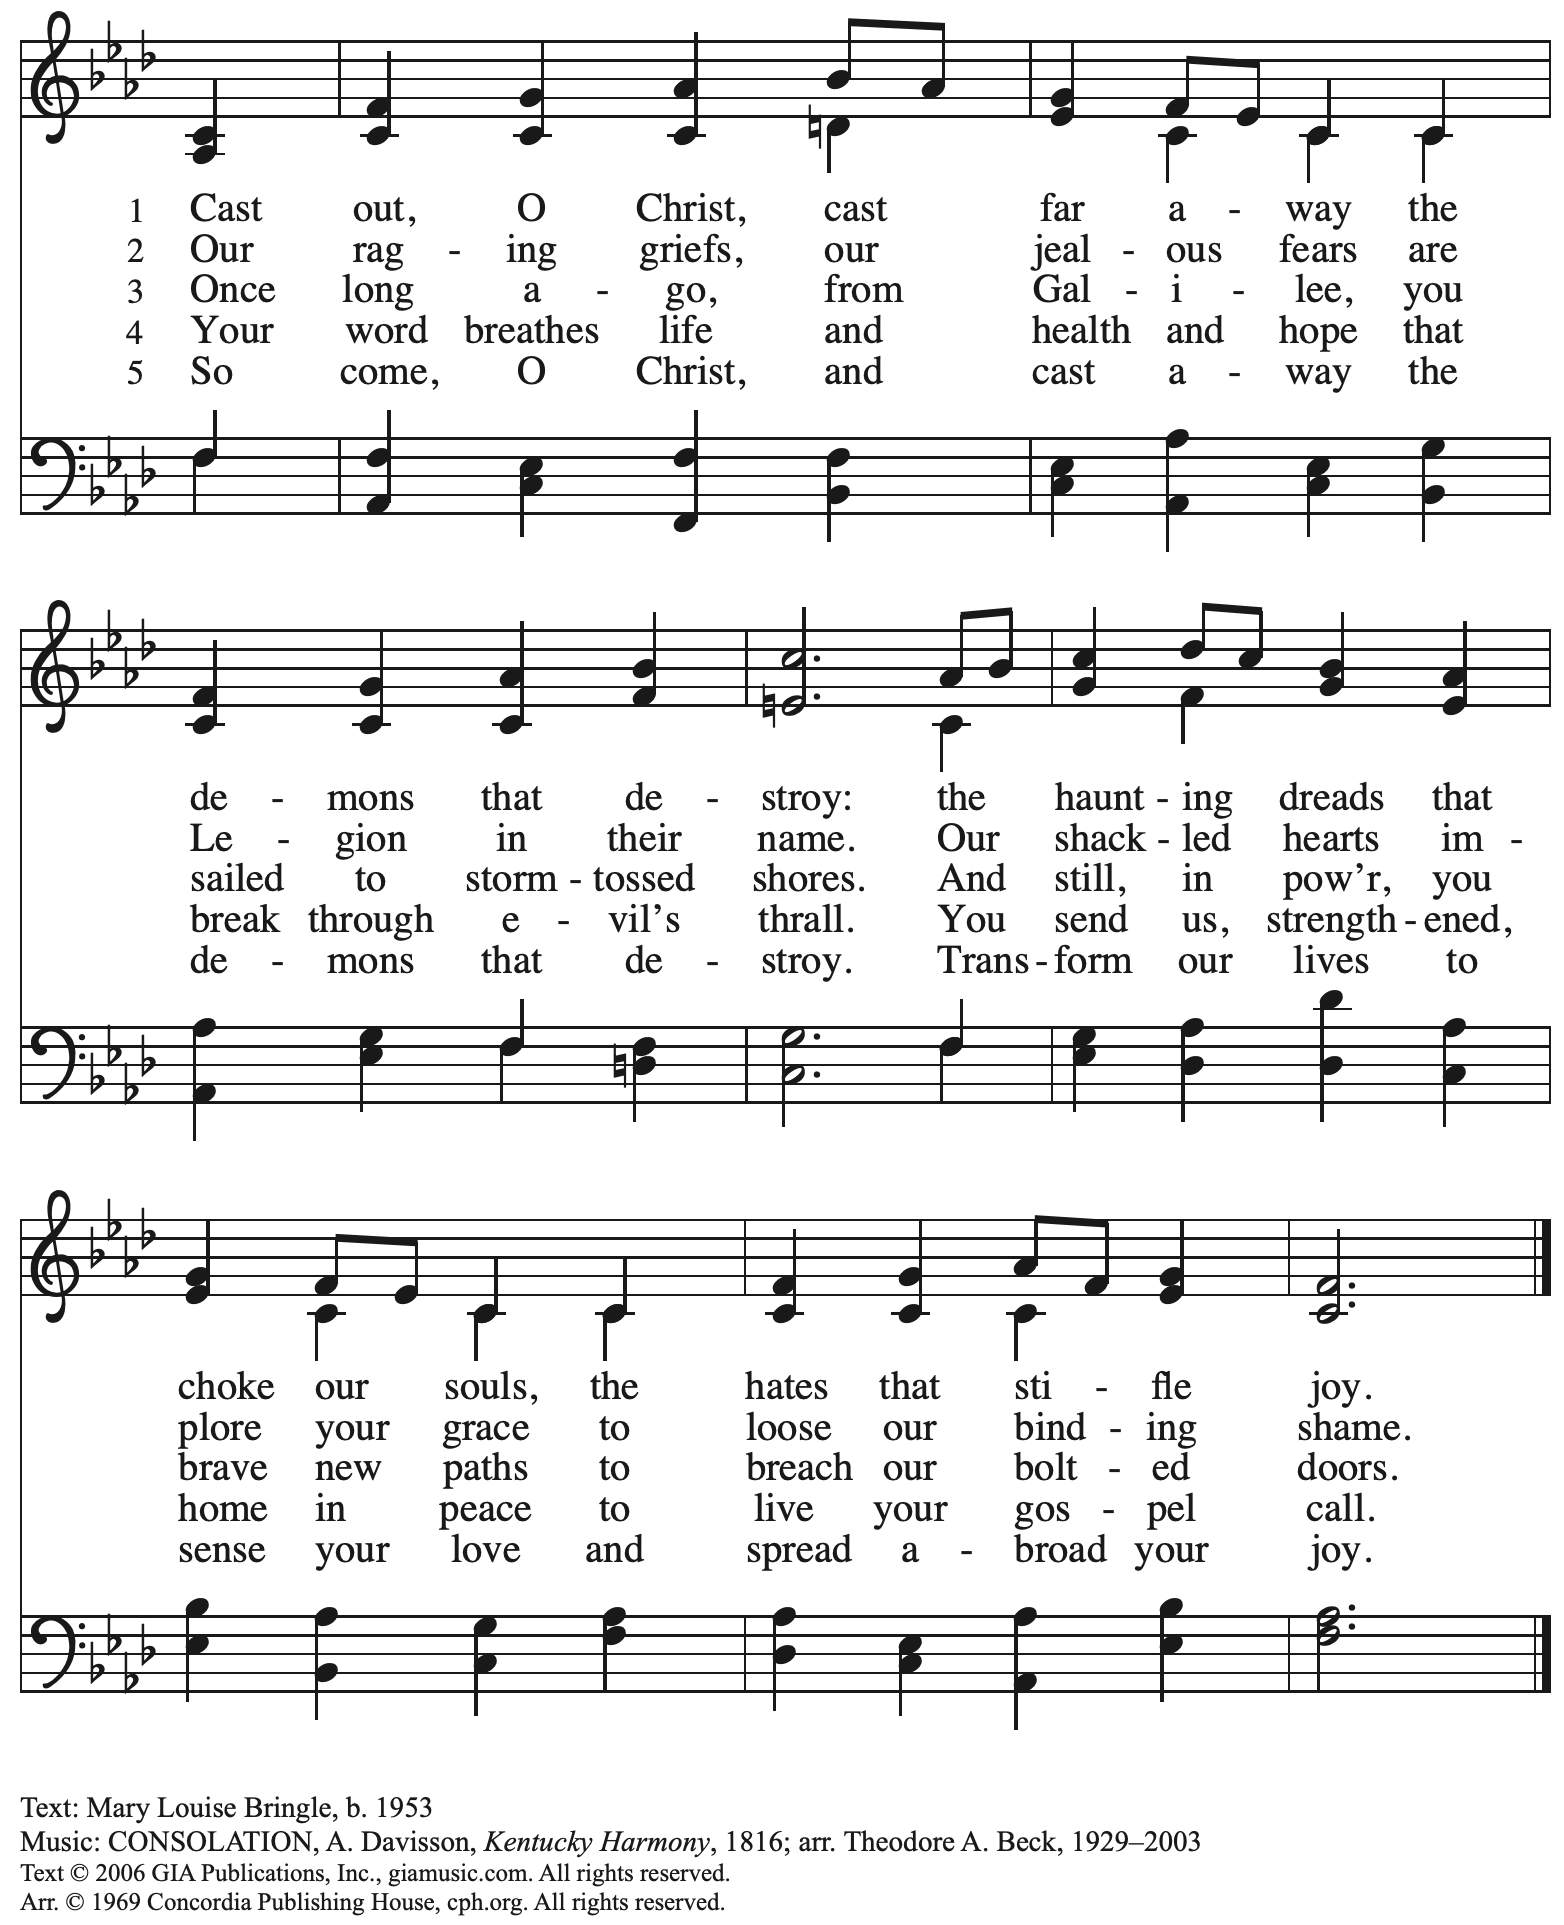 1 Cast out, O Christ, cast far a - way the
2 Our rag - ing griefs, our jeal - ous fears are
3 Once long a - go, from Gal - i - lee, you
4 Your word breathes life and health and hope that
5 So come, O Christ, and cast a - way the
de - mons that de - stroy: the haunt - ing dreads that
Le - gion in their name. Our shack - led hearts im -
sailed to storm - tossed shores. And still, in pow’r, you
break through e - vil’s thrall. You send us, strength - ened,
de - mons that de - stroy. Trans - form our lives to
choke our souls, the hates that sti - fle joy.
plore your grace to loose our bind - ing shame.
brave new paths to breach our bolt - ed doors.
home in peace to live your gos - pel call.
sense your love and spread a - broad your joy.
Text: Mary Louise Bringle, b. 1953
Music: CONSOLATION, A. Davisson, Kentucky Harmony, 1816; arr. Theodore A. Beck, 1929–2003
Text © 2006 GIA Publications, Inc., giamusic.com. All rights reserved.
Arr. © 1969 Concordia Publishing House, cph.org. All rights reserved.